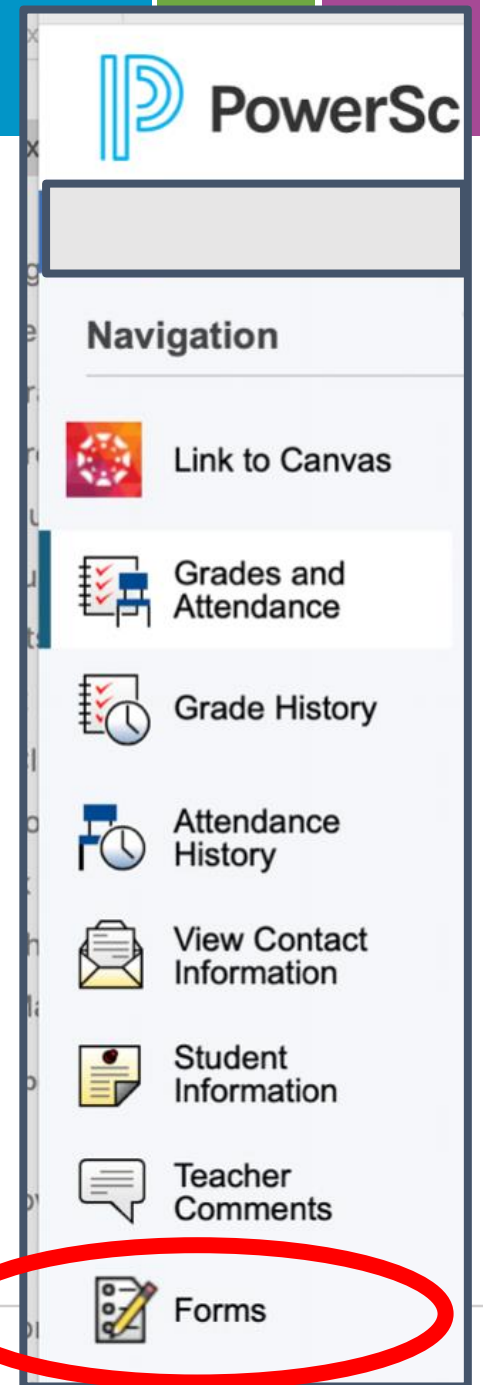 PowerSc
Navigation
Link to Canvas
Grades and
Attendance
Grade History
Attendance
History
View Contact
Information
Student
Information
Teacher
Comments
Forms